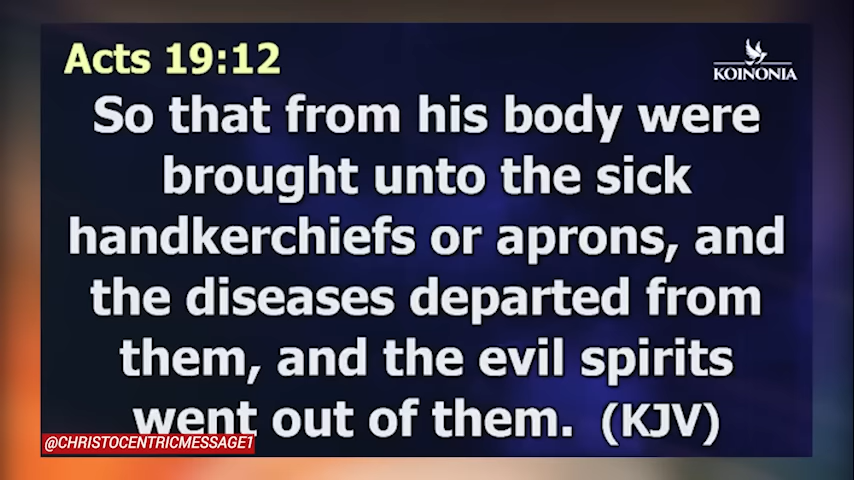 Acts 19:12
KOINONIA
So that from his body were
brought unto the sick
handkerchiefs or aprons, and
the diseases departed from
them, and the evil spirits
went out of them. (KJV)
@CHRISTOCENTRICMESSAGE1